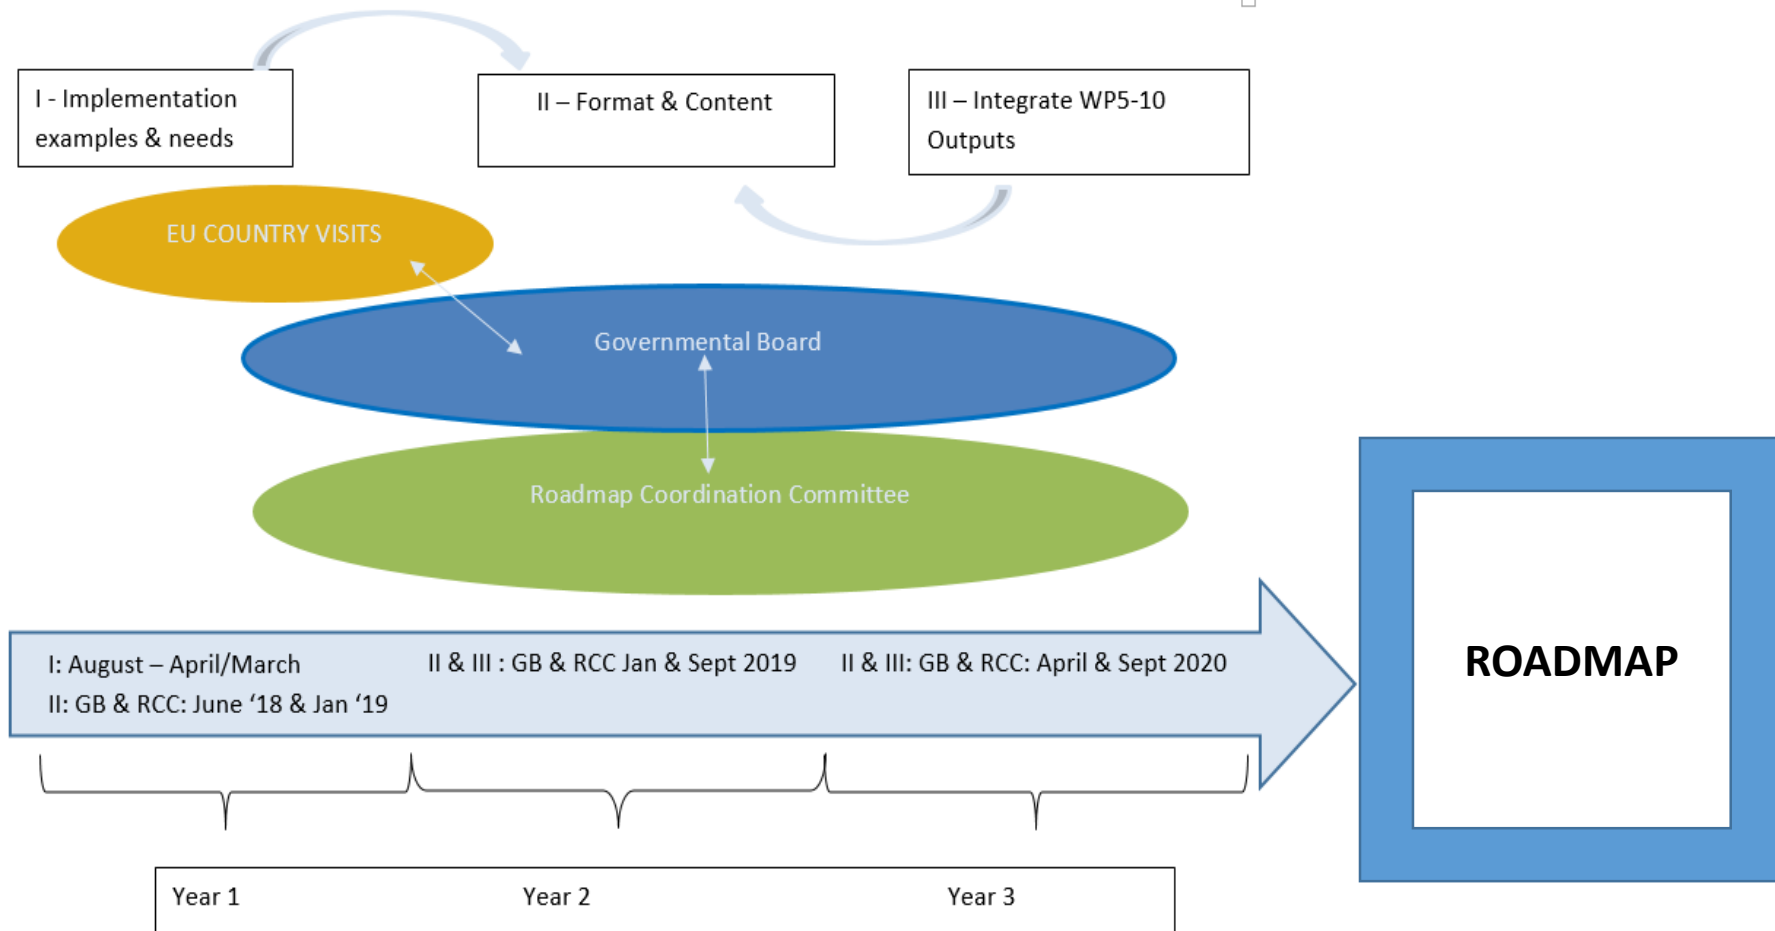 I - Implementation
examples & needs
II – Format & Content
III – Integrate WP5-10
Outputs
EU COUNTRY VISITS
Governmental Board
Roadmap Coordination Committee
I: August – April/March
II: GB & RCC: June ‘18 & Jan ‘19
II & III : GB & RCC Jan & Sept 2019
II & III: GB & RCC: April & Sept 2020
ROADMAP
Year 1
Year 2
Year 3